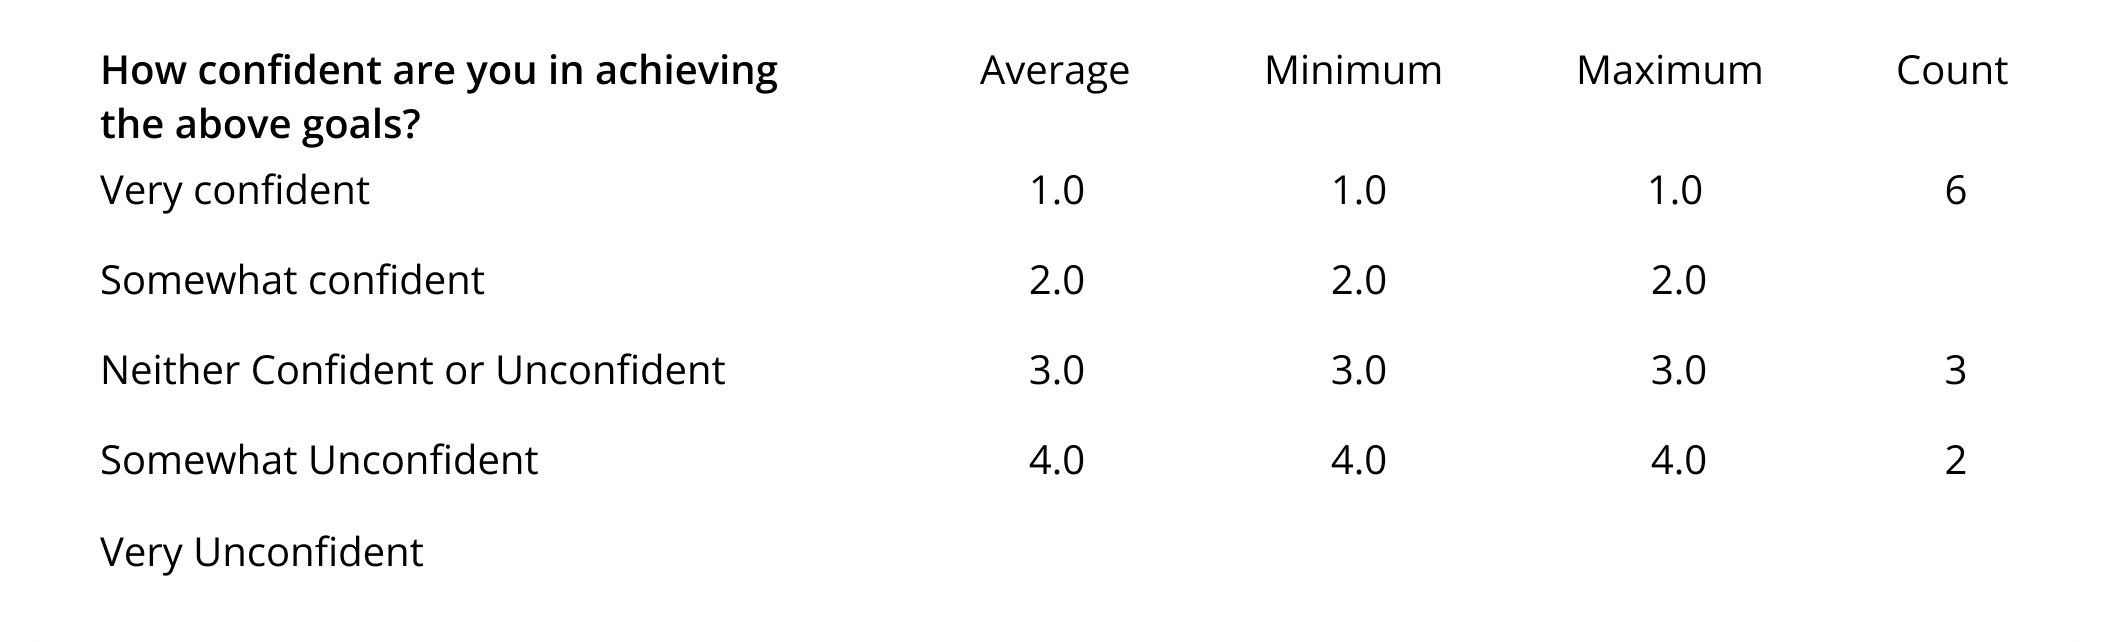 How confident are you in achieving the above goals? Average Minimum Maximum Count
Very confident 1.0 1.0 1.0 6
Somewhat confident 2.0 2.0 2.0
Neither Confident or Unconfident 3.0 3.0 3.0 3
Somewhat Unconfident 4.0 4.0 4.0 2
Very Unconfident